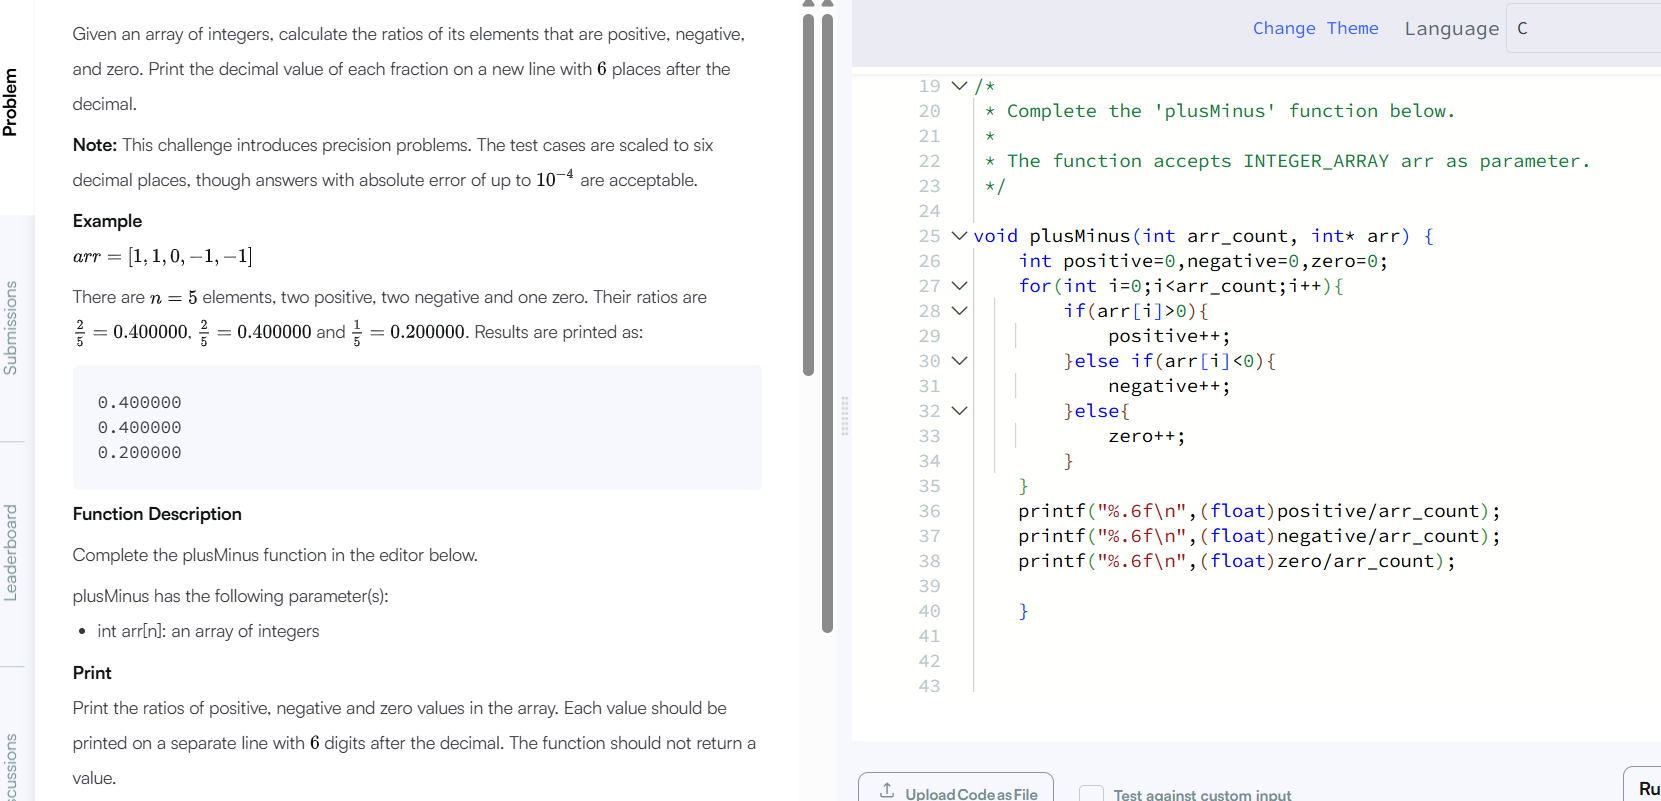 Problem
Submissions
Leaderboard
Given an array of integers, calculate the ratios of its elements that are positive, negative,
and zero. Print the decimal value of each fraction on a new line with 6 places after the
decimal.
Note: This challenge introduces precision problems. The test cases are scaled to six
decimal places, though answers with absolute error of up to 10⁻⁴ are acceptable.
Example
arr = [1, 1, 0, −1, −1]
There are n = 5 elements, two positive, two negative and one zero. Their ratios are
2/5 = 0.400000, 2/5 = 0.400000 and 1/5 = 0.200000. Results are printed as:
0.400000
0.400000
0.200000
Function Description
Complete the plusMinus function in the editor below.
plusMinus has the following parameter(s):
• int arr[n]: an array of integers
Print
Print the ratios of positive, negative and zero values in the array. Each value should be
printed on a separate line with 6 digits after the decimal. The function should not return a
value.
Change Theme Language C
19 /*
20 * Complete the 'plusMinus' function below.
21 *
22 * The function accepts INTEGER_ARRAY arr as parameter.
23 */
24
25 void plusMinus(int arr_count, int* arr) {
26 int positive=0,negative=0,zero=0;
27 for(int i=0;i<arr_count;i++){
28 if(arr[i]>0){
29 positive++;
30 }else if(arr[i]<0){
31 negative++;
32 }else{
33 zero++;
34 }
35 }
36 printf("%.6f\n",(float)positive/arr_count);
37 printf("%.6f\n",(float)negative/arr_count);
38 printf("%.6f\n",(float)zero/arr_count);
39
40 }
41
42
43
Upload Code as File
Test against custom input